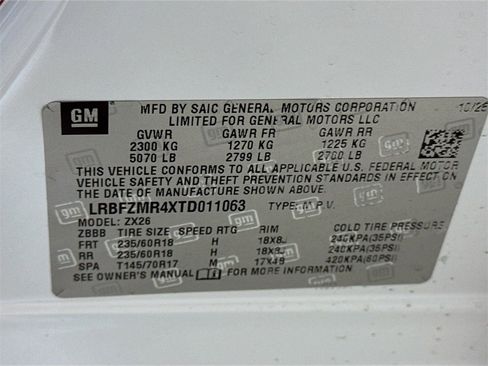 GM
MFD BY SAIC GENERAL MOTORS CORPORATION 10/25
LIMITED FOR GENERAL MOTORS LLC
GVWR GAWR FR GAWR RR
2300 KG 1270 KG 1225 KG
5070 LB 2799 LB 2700 LB
THIS VEHICLE CONFORMS TO ALL APPLICABLE U.S. FEDERAL MOTOR
VEHICLE SAFETY AND THEFT PREVENTION STANDARDS IN EFFECT ON
THE DATE OF MANUFACTURE SHOWN ABOVE.
LRBFZMR4XTD011063 TYPE: M.P.V.
MODEL: ZX26
ZBBB TIRE SIZE SPEED RTG RIM COLD TIRE PRESSURE
FRT 235/60R18 H 18X8J 240KPA(35PSI)
RR 235/60R18 H 18X8J 240KPA(35PSI)
SPA T145/70R17 M 17X4B 420KPA(60PSI)
SEE OWNER'S MANUAL FOR MORE INFORMATION